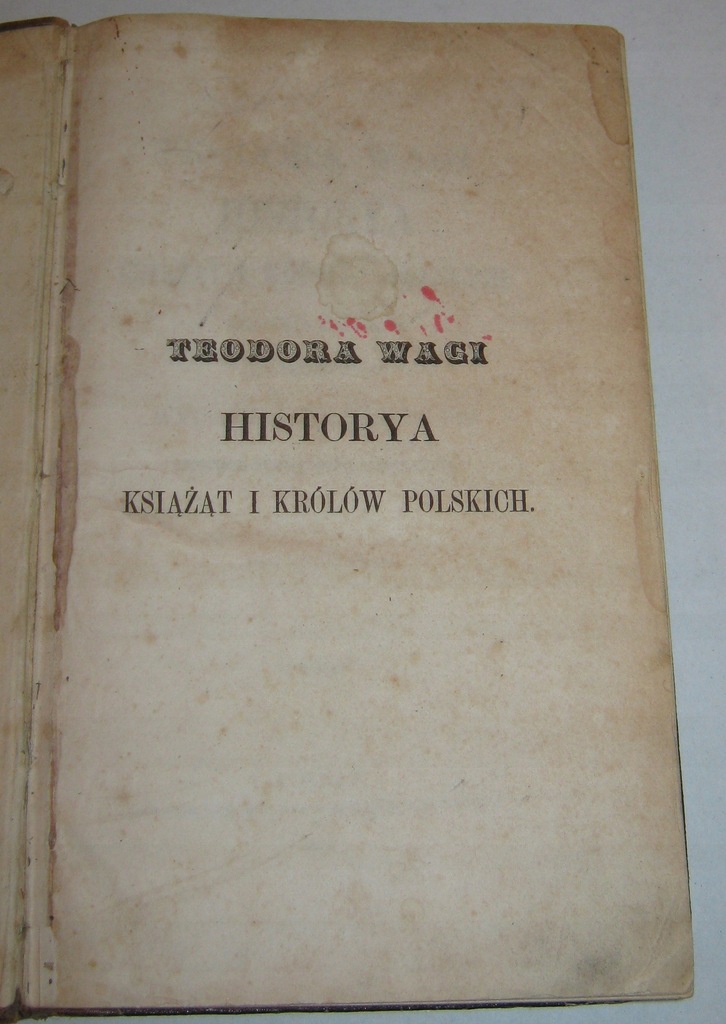 TEODORA WAGI
HISTORYA
KSIĄŻĄT I KRÓLÓW POLSKICH.